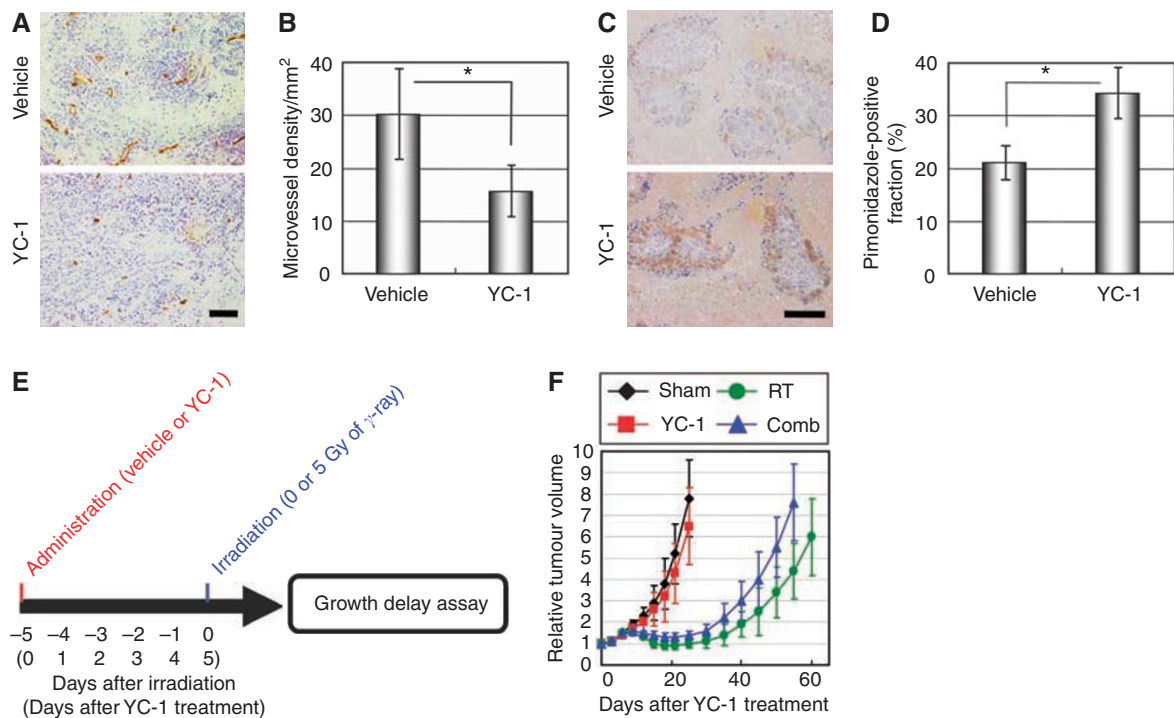 A
Vehicle
YC-1
B
Microvessel density/mm²
40
30
20
10
0
*
Vehicle YC-1
C
Vehicle
YC-1
D
Pimonidazole-positive
fraction (%)
40
30
20
10
0
*
Vehicle YC-1
E
Administration (vehicle or YC-1)
Irradiation (0 or 5 Gy of γ-ray)
Growth delay assay
–5 –4 –3 –2 –1 0
(0 1 2 3 4 5)
Days after irradiation
(Days after YC-1 treatment)
F
Sham RT
YC-1 Comb
Relative tumour volume
10
9
8
7
6
5
4
3
2
1
0
0 20 40 60
Days after YC-1 treatment